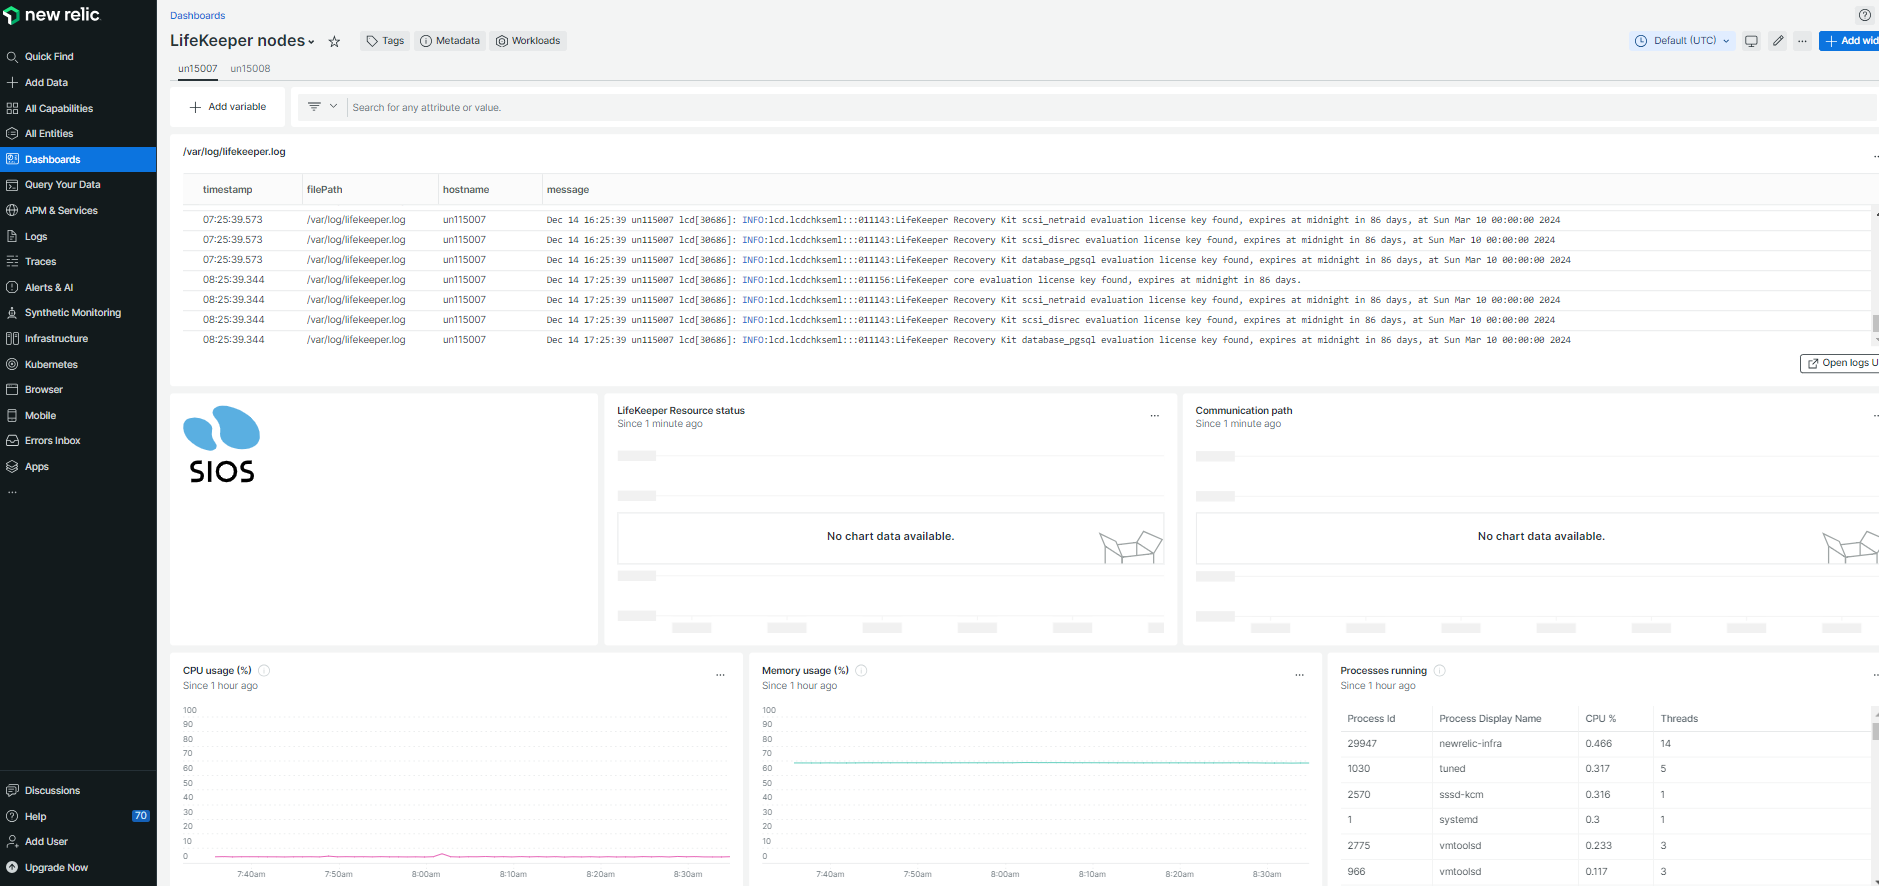 new relic
Quick Find
Add Data
All Capabilities
All Entities
Dashboards
Query Your Data
APM & Services
Logs
Traces
Alerts & AI
Synthetic Monitoring
Infrastructure
Kubernetes
Browser
Mobile
Errors Inbox
Apps
...
Discussions
Help 70
Add User
Upgrade Now
Dashboards
LifeKeeper nodes
Tags
Metadata
Workloads
Default (UTC)
...
Add wid
un15007 un15008
Add variable
Search for any attribute or value.
/var/log/lifekeeper.log
...
timestamp filePath hostname message
07:25:39.573 /var/log/lifekeeper.log un115007 Dec 14 16:25:39 un115007 lcd[30686]: INFO:lcd.lcdchkseml:::011143:LifeKeeper Recovery Kit scsi_netraid evaluation license key found, expires at midnight in 86 days, at Sun Mar 10 00:00:00 2024
07:25:39.573 /var/log/lifekeeper.log un115007 Dec 14 16:25:39 un115007 lcd[30686]: INFO:lcd.lcdchkseml:::011143:LifeKeeper Recovery Kit scsi_disrec evaluation license key found, expires at midnight in 86 days, at Sun Mar 10 00:00:00 2024
07:25:39.573 /var/log/lifekeeper.log un115007 Dec 14 16:25:39 un115007 lcd[30686]: INFO:lcd.lcdchkseml:::011143:LifeKeeper Recovery Kit database_pgsql evaluation license key found, expires at midnight in 86 days, at Sun Mar 10 00:00:00 2024
08:25:39.344 /var/log/lifekeeper.log un115007 Dec 14 17:25:39 un115007 lcd[30686]: INFO:lcd.lcdchkseml:::011156:LifeKeeper core evaluation license key found, expires at midnight in 86 days.
08:25:39.344 /var/log/lifekeeper.log un115007 Dec 14 17:25:39 un115007 lcd[30686]: INFO:lcd.lcdchkseml:::011143:LifeKeeper Recovery Kit scsi_netraid evaluation license key found, expires at midnight in 86 days, at Sun Mar 10 00:00:00 2024
08:25:39.344 /var/log/lifekeeper.log un115007 Dec 14 17:25:39 un115007 lcd[30686]: INFO:lcd.lcdchkseml:::011143:LifeKeeper Recovery Kit scsi_disrec evaluation license key found, expires at midnight in 86 days, at Sun Mar 10 00:00:00 2024
08:25:39.344 /var/log/lifekeeper.log un115007 Dec 14 17:25:39 un115007 lcd[30686]: INFO:lcd.lcdchkseml:::011143:LifeKeeper Recovery Kit database_pgsql evaluation license key found, expires at midnight in 86 days, at Sun Mar 10 00:00:00 2024
Open logs U
SIOS
LifeKeeper Resource status
...
Since 1 minute ago
No chart data available.
Communication path
...
Since 1 minute ago
No chart data available.
CPU usage (%)
...
Since 1 hour ago
100
90
80
70
60
50
40
30
20
10
0
7:40am 7:50am 8:00am 8:10am 8:20am 8:30am
Memory usage (%)
...
Since 1 hour ago
100
90
80
70
60
50
40
30
20
10
0
7:40am 7:50am 8:00am 8:10am 8:20am 8:30am
Processes running
...
Since 1 hour ago
Process Id Process Display Name CPU % Threads
29947 newrelic-infra 0.466 14
1030 tuned 0.317 5
2570 sssd-kcm 0.316 1
1 systemd 0.3 1
2775 vmtoolsd 0.233 3
966 vmtoolsd 0.117 3